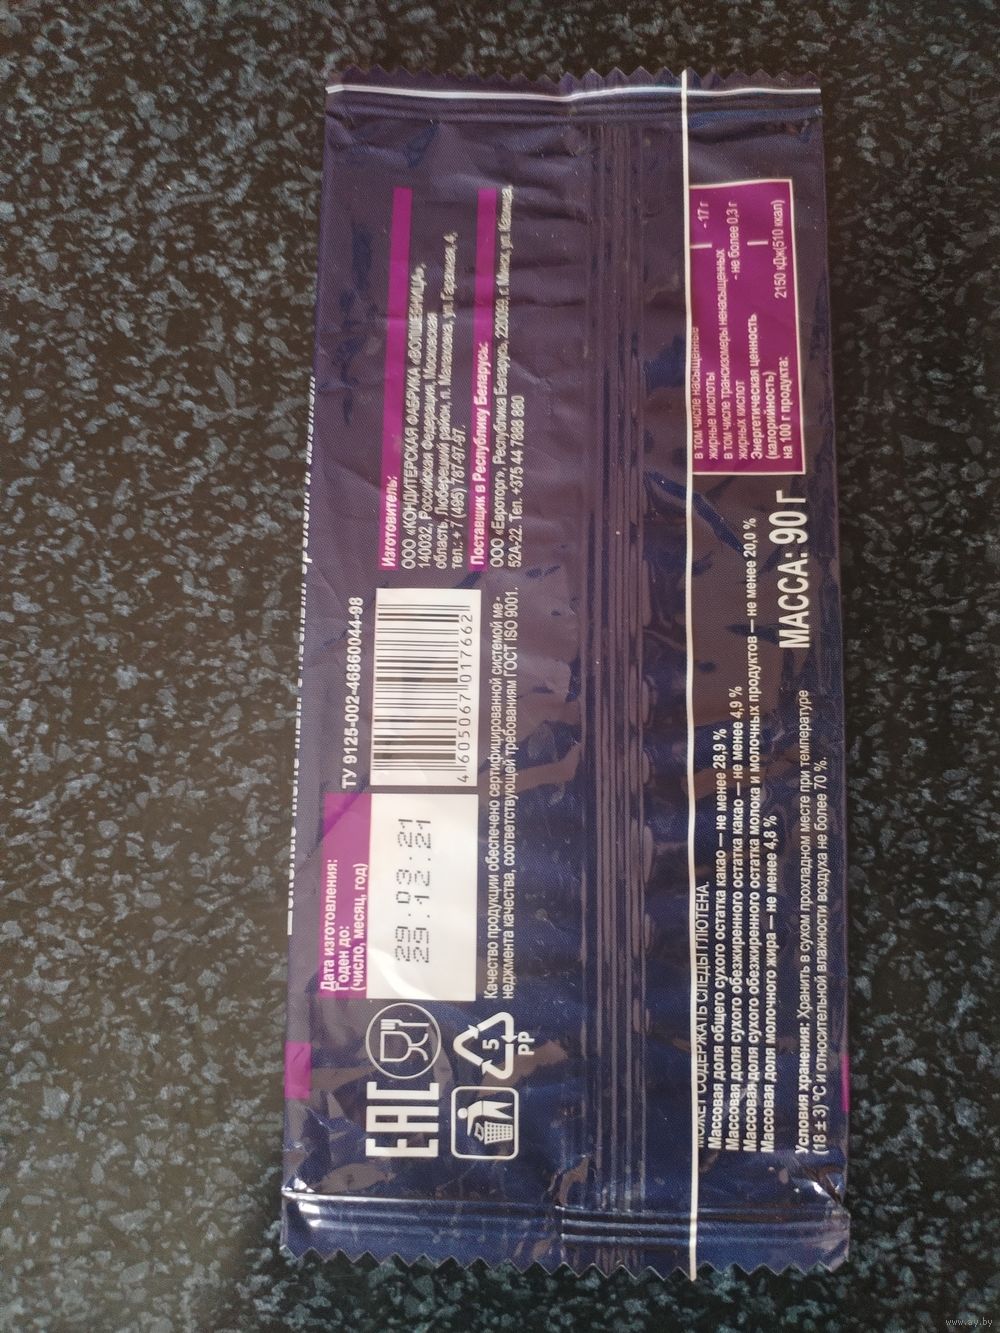 Дата изготовления:
Годен до:
(число, месяц, год)
29.03.21
29.12.21
ТУ 9125-002-46860044-98
4 605067 017662
Изготовитель:
ООО «КОНДИТЕРСКАЯ ФАБРИКА «ВОЛШЕБНИЦА»,
140032, Российская Федерация, Московская
область, Люберецкий район, п. Малаховка, ул. Гаражная, 4,
тел.: + 7 (495) 787-97-97.
Поставщик в Республику Беларусь:
ООО «Евроторг», Республика Беларусь, 220099, г. Минск, ул. Казинца,
52А-22. Тел. +375 44 7888 880
EAC
5
PP
Качество продукции обеспечено сертифицированной системой ме-
неджмента качества, соответствующей требованиям ГОСТ ISO 9001.
МОЖЕТ СОДЕРЖАТЬ СЛЕДЫ ГЛЮТЕНА.
Массовая доля общего сухого остатка какао — не менее 28,9 %
Массовая доля сухого обезжиренного остатка какао — не менее 4,9 %
Массовая доля сухого обезжиренного остатка молока и молочных продуктов — не менее 20,0 %
Массовая доля молочного жира — не менее 4,8 %
Условия хранения: Хранить в сухом прохладном месте при температуре
(18 ± 3) °С и относительной влажности воздуха не более 70 %.
МАССА: 90 г
в том числе насыщенные
жирные кислоты - 17 г
в том числе трансизомеры ненасыщенных
жирных кислот - не более 0,3 г
Энергетическая ценность
(калорийность)
на 100 г продукта: 2150 кДж(510 ккал)
www.ay.by